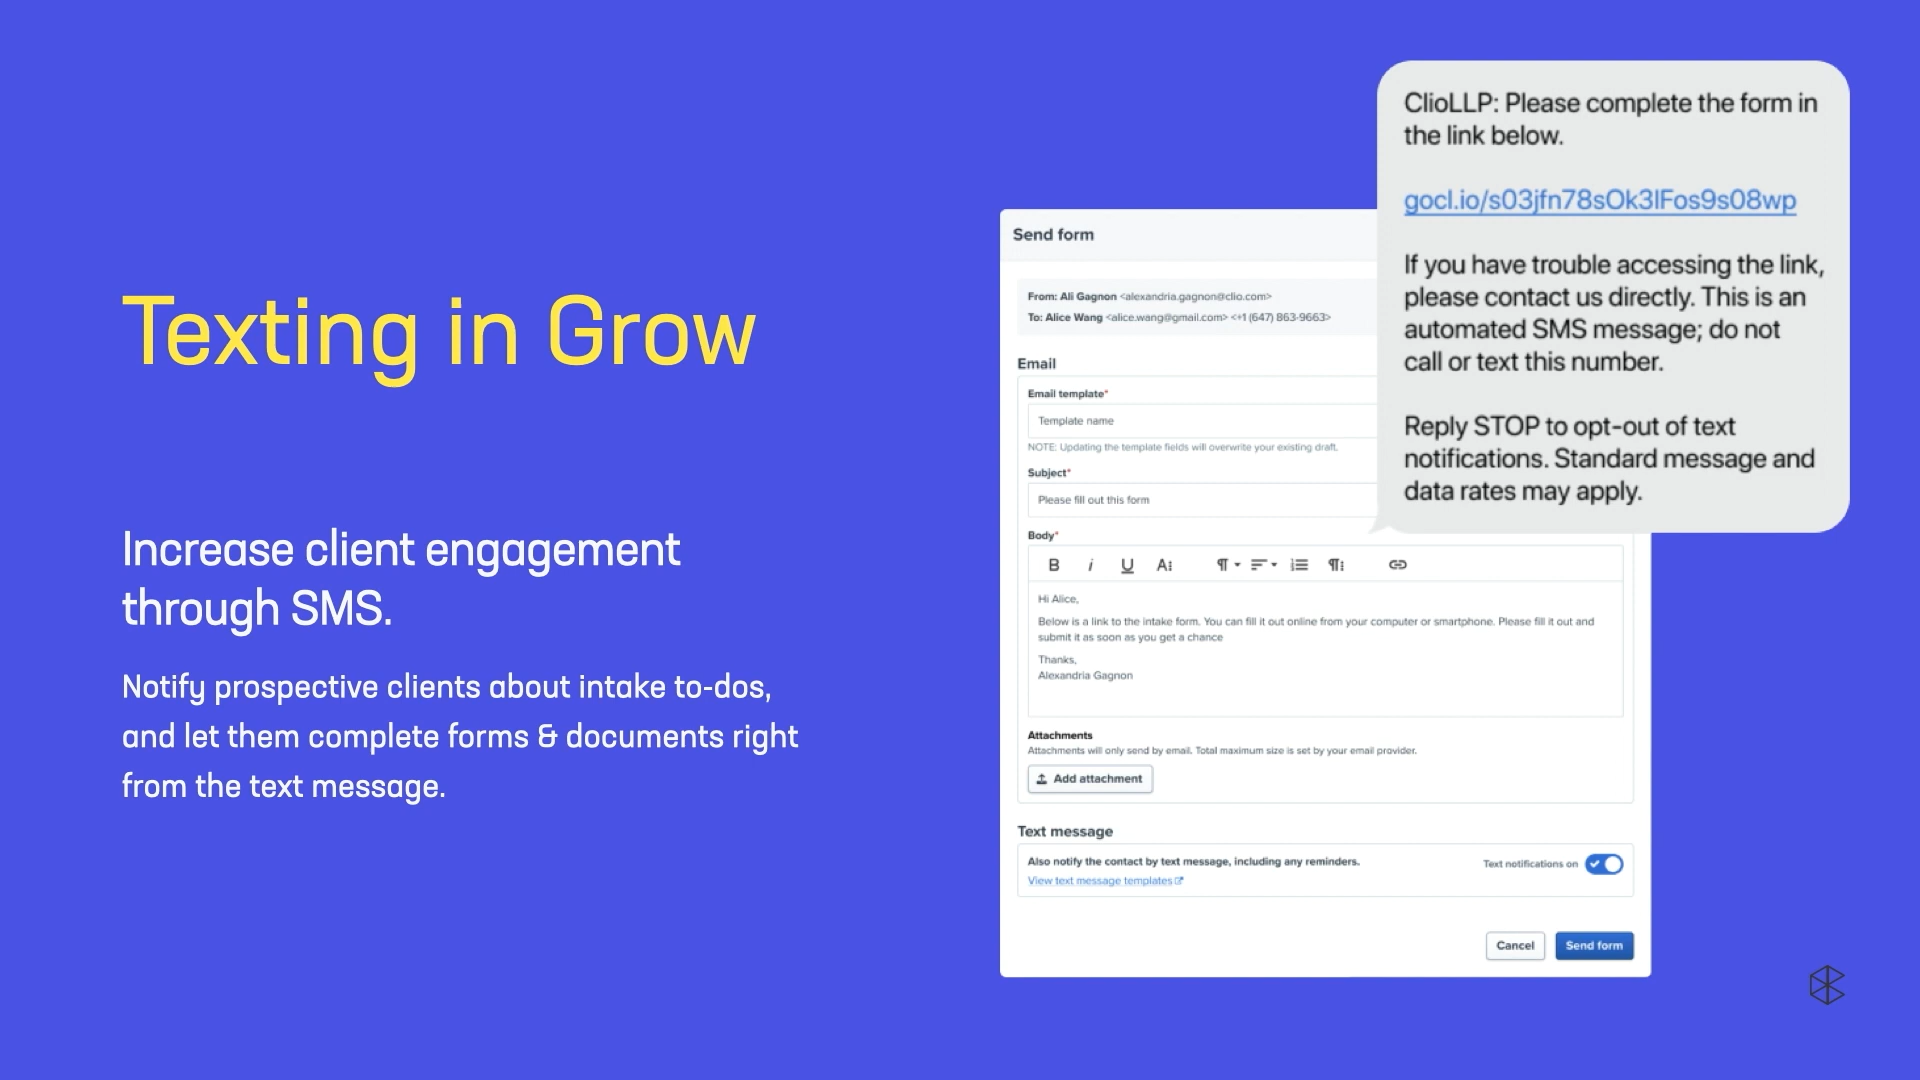 Texting in Grow
Increase client engagement
through SMS.
Notify prospective clients about intake to-dos,
and let them complete forms & documents right
from the text message.
ClioLLP: Please complete the form in
the link below.
gocl.io/s03jfn78sOk3lFos9s08wp
If you have trouble accessing the link,
please contact us directly. This is an
automated SMS message; do not
call or text this number.
Reply STOP to opt-out of text
notifications. Standard message and
data rates may apply.
Send form
From: Ali Gagnon <alexandria.gagnon@clio.com>
To: Alice Wang <alice.wang@gmail.com> <+1 (647) 863-9663>
Email
Email template*
Template name
NOTE: Updating the template fields will overwrite your existing draft.
Subject*
Please fill out this form
Body*
Hi Alice,
Below is a link to the intake form. You can fill it out online from your computer or smartphone. Please fill it out and
submit it as soon as you get a chance
Thanks,
Alexandria Gagnon
Attachments
Attachments will only send by email. Total maximum size is set by your email provider.
Add attachment
Text message
Also notify the contact by text message, including any reminders.
Text notifications on
View text message templates
Cancel
Send form